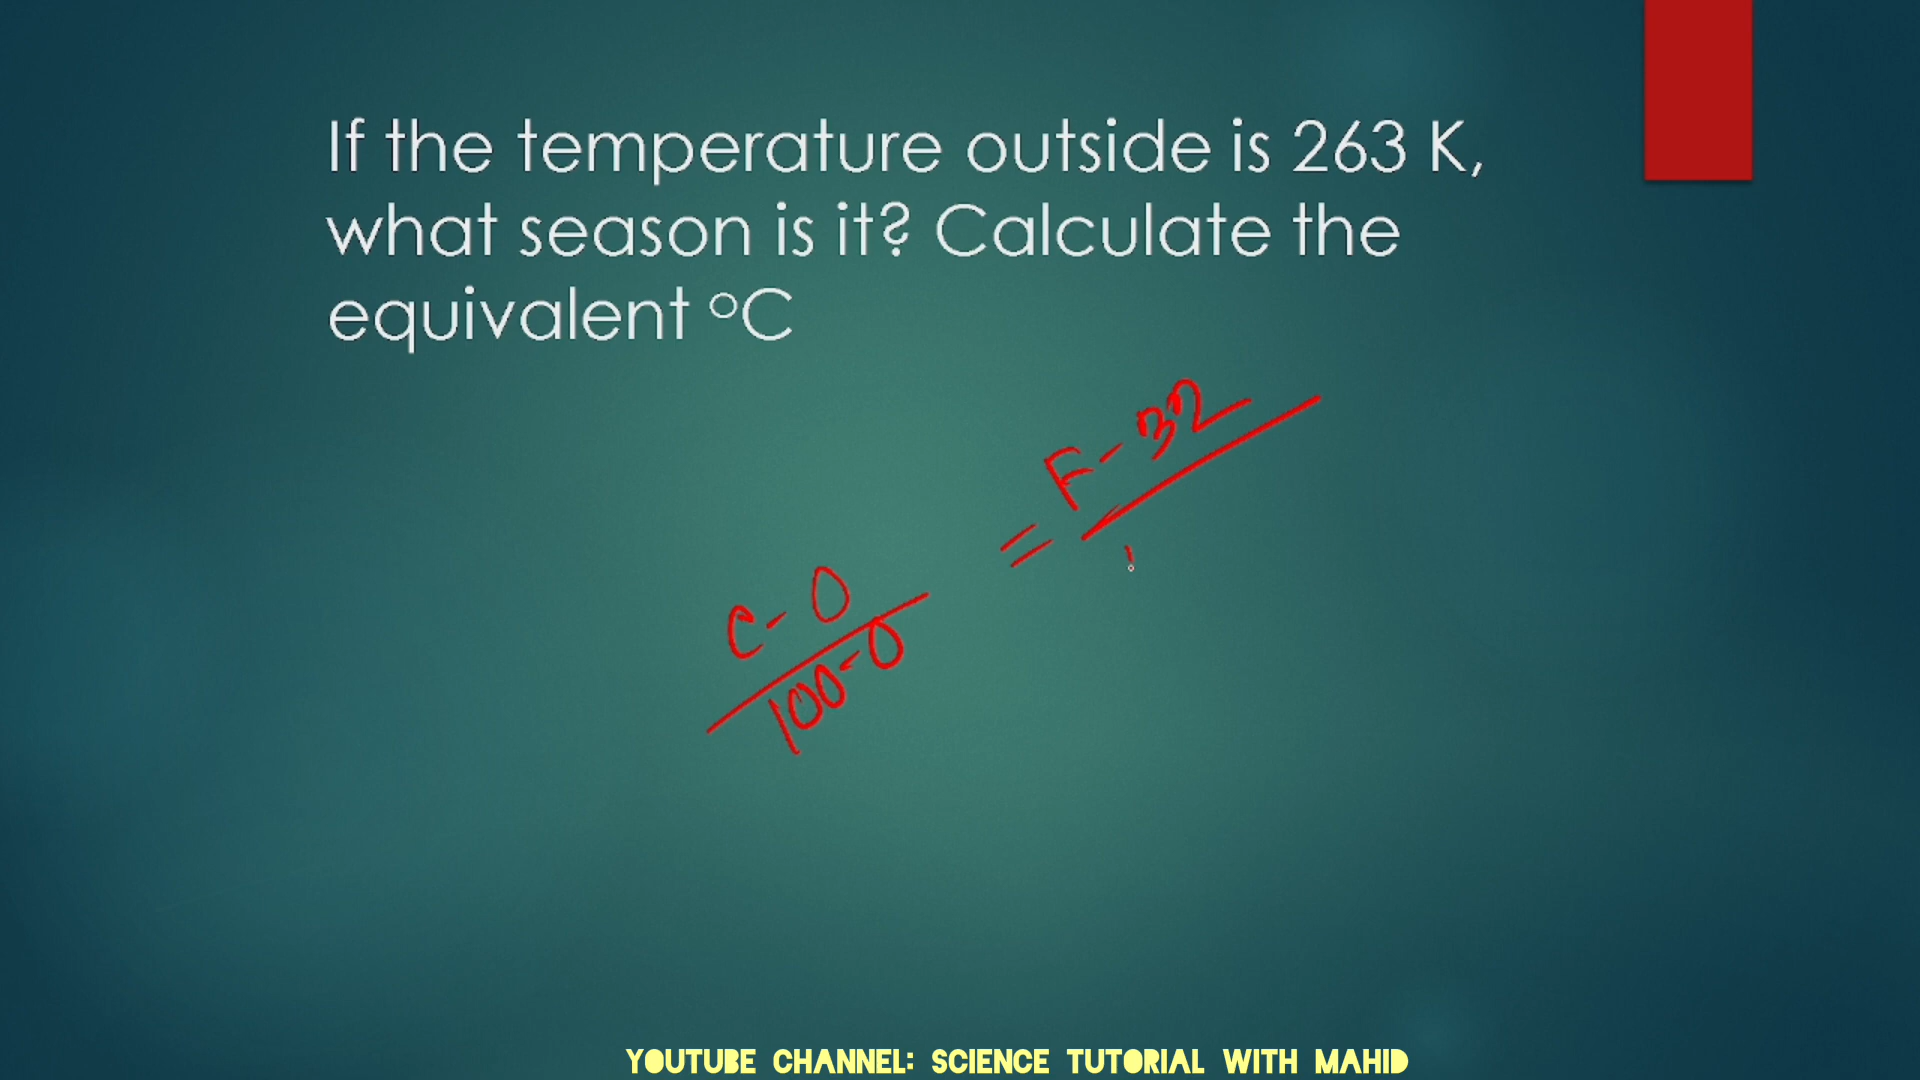 If the temperature outside is 263 K,
what season is it? Calculate the
equivalent °C
C - 0 = F - 32
100 - 0
YOUTUBE CHANNEL: SCIENCE TUTORIAL WITH MAHID